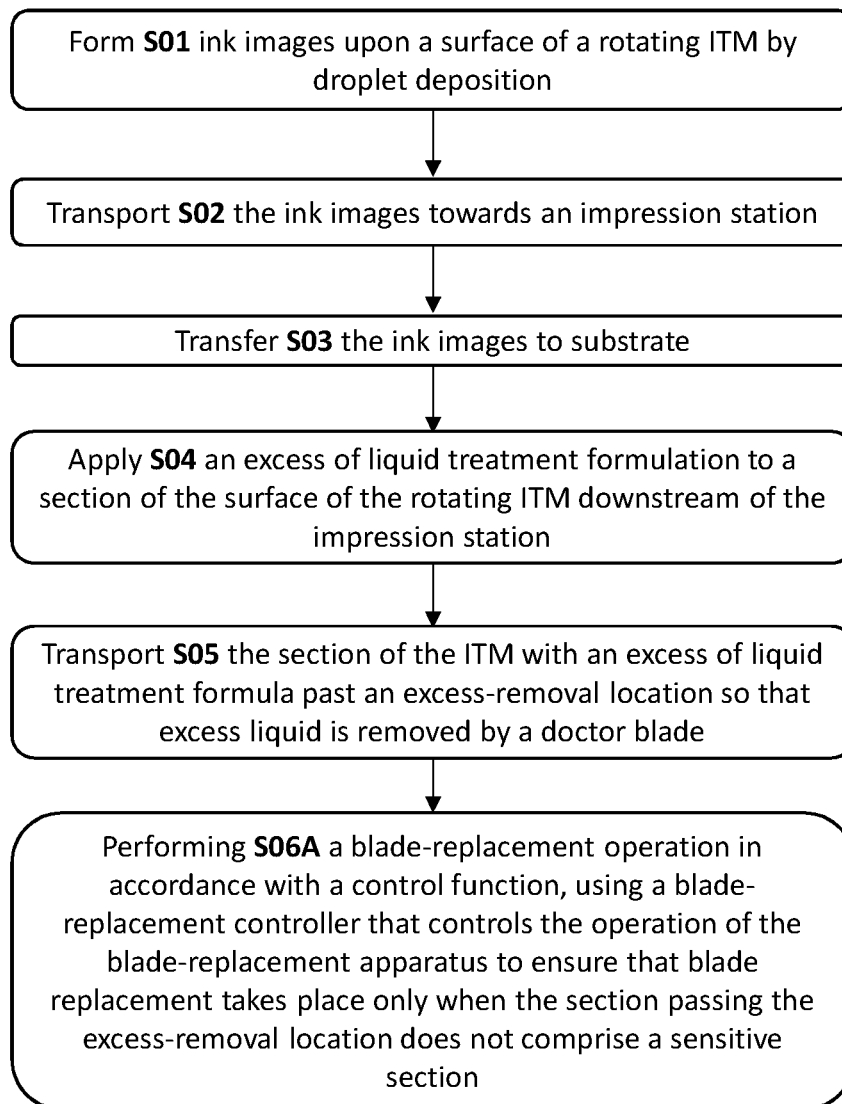 Form S01 ink images upon a surface of a rotating ITM by
droplet deposition
Transport S02 the ink images towards an impression station
Transfer S03 the ink images to substrate
Apply S04 an excess of liquid treatment formulation to a
section of the surface of the rotating ITM downstream of the
impression station
Transport S05 the section of the ITM with an excess of liquid
treatment formula past an excess-removal location so that
excess liquid is removed by a doctor blade
Performing S06A a blade-replacement operation in
accordance with a control function, using a blade-
replacement controller that controls the operation of the
blade-replacement apparatus to ensure that blade
replacement takes place only when the section passing the
excess-removal location does not comprise a sensitive
section